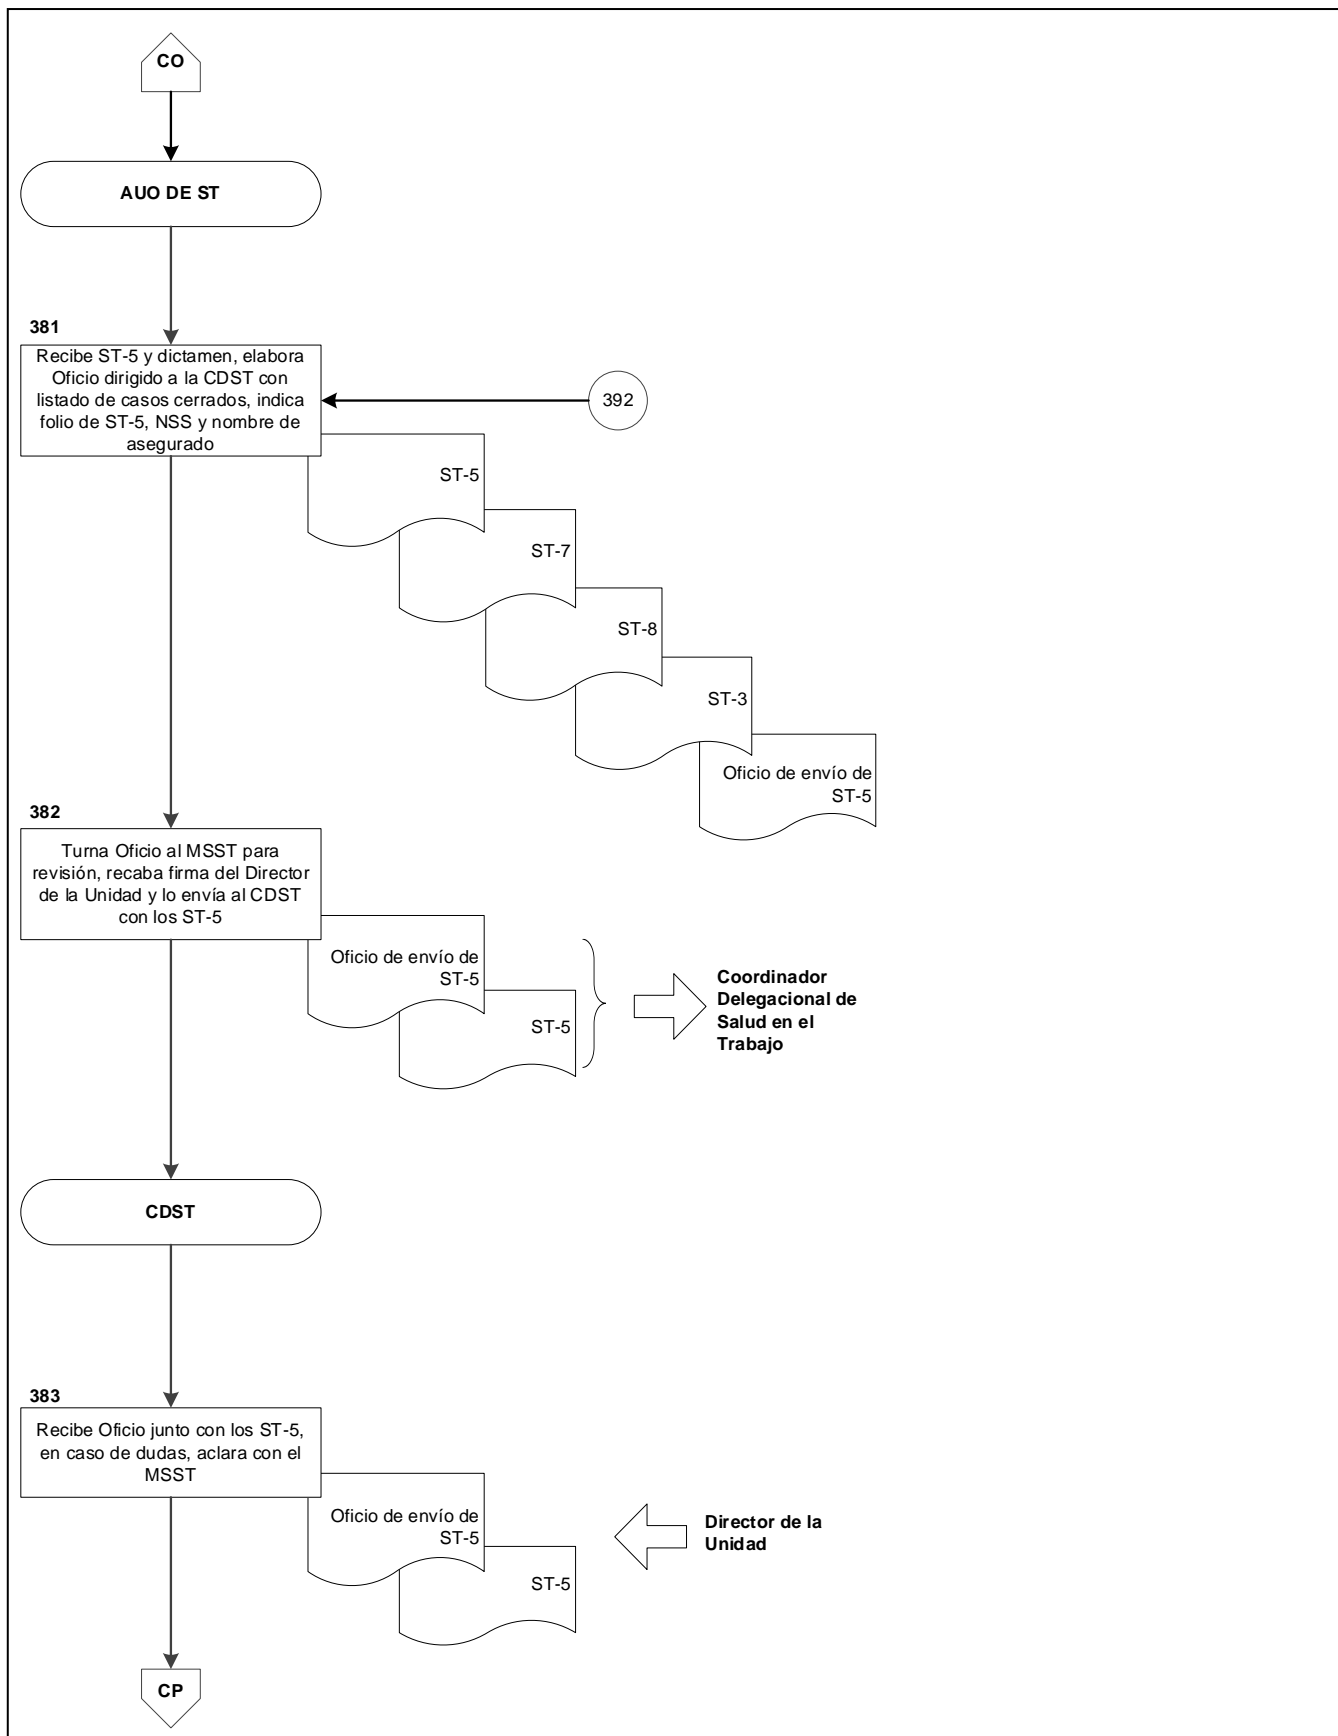 CO
AUO DE ST
381
Recibe ST-5 y dictamen, elabora
Oficio dirigido a la CDST con
listado de casos cerrados, indica
folio de ST-5, NSS y nombre de
asegurado
392
ST-5
ST-7
ST-8
ST-3
Oficio de envío de
ST-5
382
Turna Oficio al MSST para
revisión, recaba firma del Director
de la Unidad y lo envía al CDST
con los ST-5
Oficio de envío de
ST-5
ST-5
Coordinador
Delegacional de
Salud en el
Trabajo
CDST
383
Recibe Oficio junto con los ST-5,
en caso de dudas, aclara con el
MSST
Oficio de envío de
ST-5
ST-5
Director de la
Unidad
CP